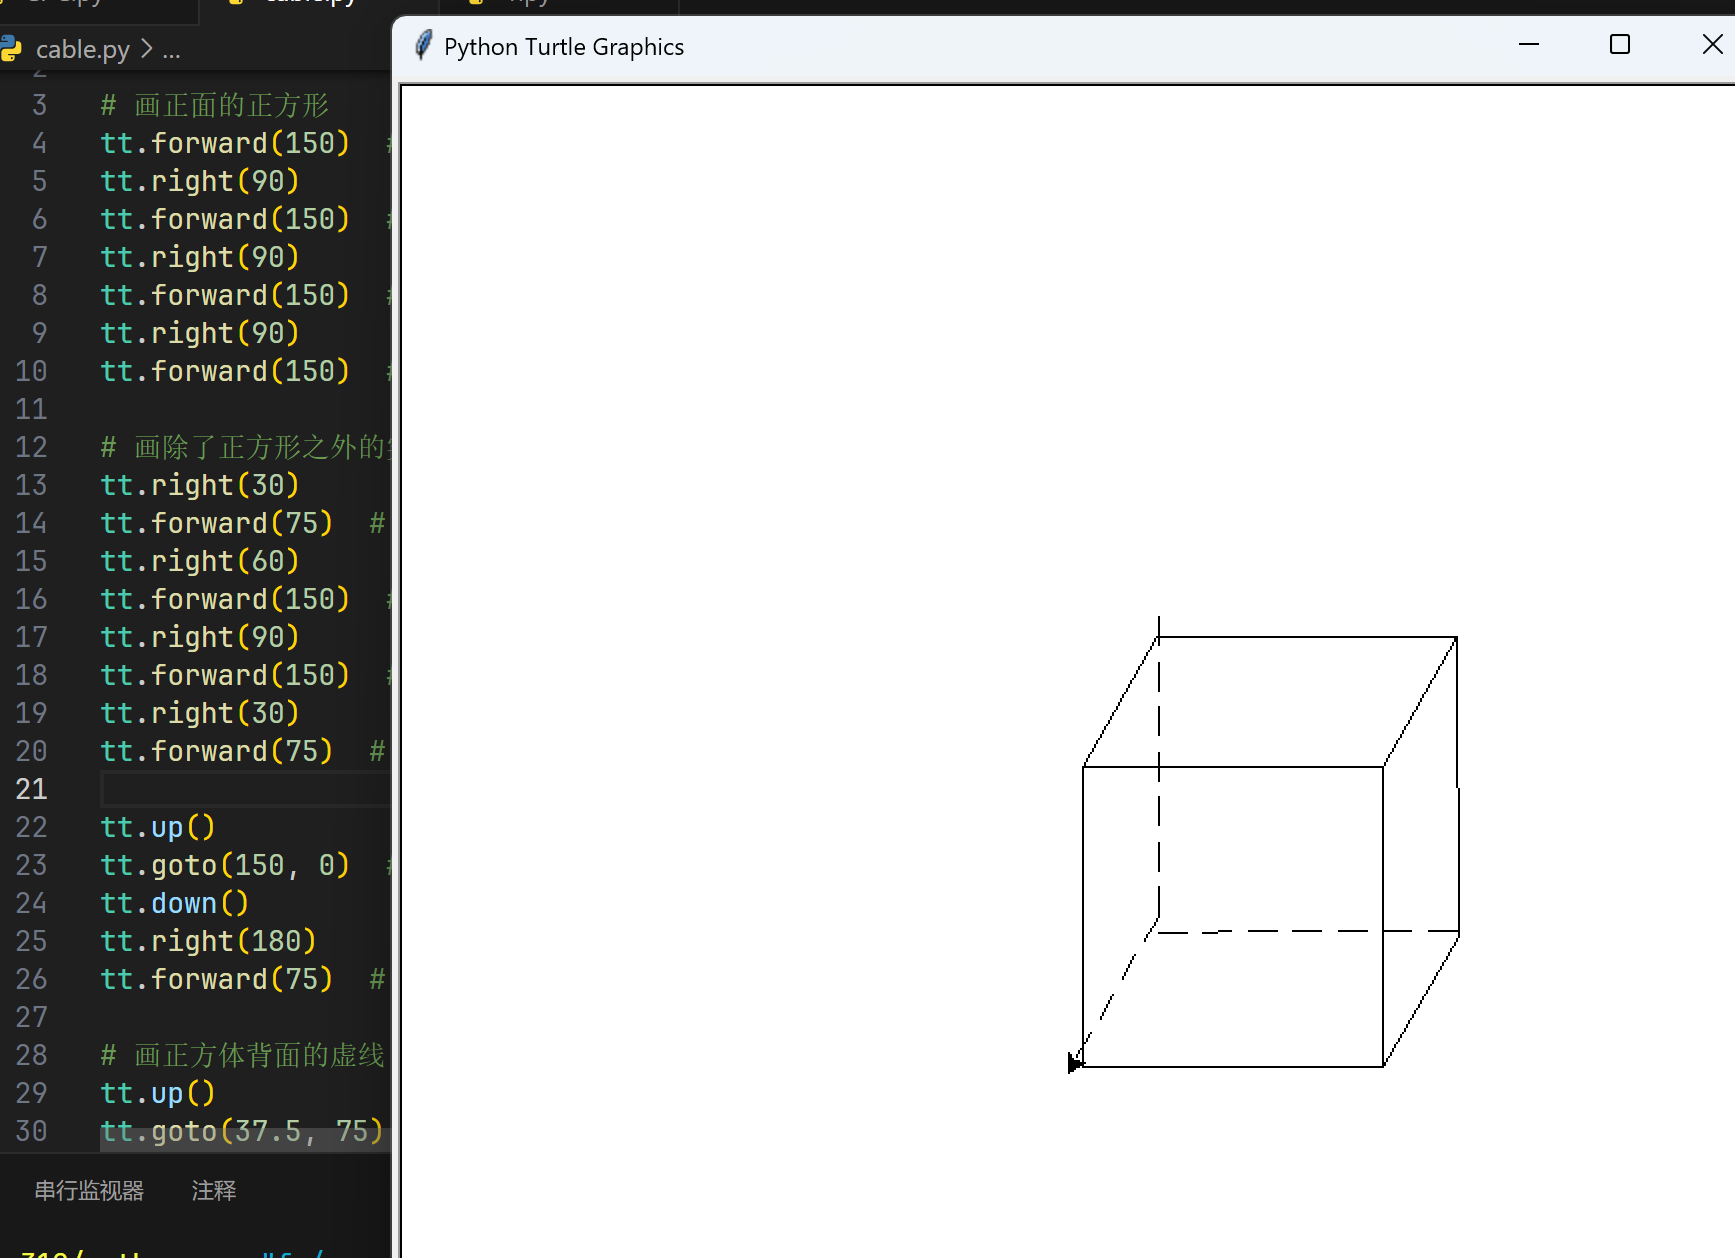 cable.py
Python Turtle Graphics
cable.py > ...
2
3 # 画正面的正方形
4 tt.forward(150) #
5 tt.right(90)
6 tt.forward(150) #
7 tt.right(90)
8 tt.forward(150) #
9 tt.right(90)
10 tt.forward(150) #
11
12 # 画除了正方形之外的
13 tt.right(30)
14 tt.forward(75) #
15 tt.right(60)
16 tt.forward(150) #
17 tt.right(90)
18 tt.forward(150) #
19 tt.right(30)
20 tt.forward(75) #
21
22 tt.up()
23 tt.goto(150, 0) #
24 tt.down()
25 tt.right(180)
26 tt.forward(75) #
27
28 # 画正方体背面的虚线
29 tt.up()
30 tt.goto(37.5, 75)
串行监视器 注释